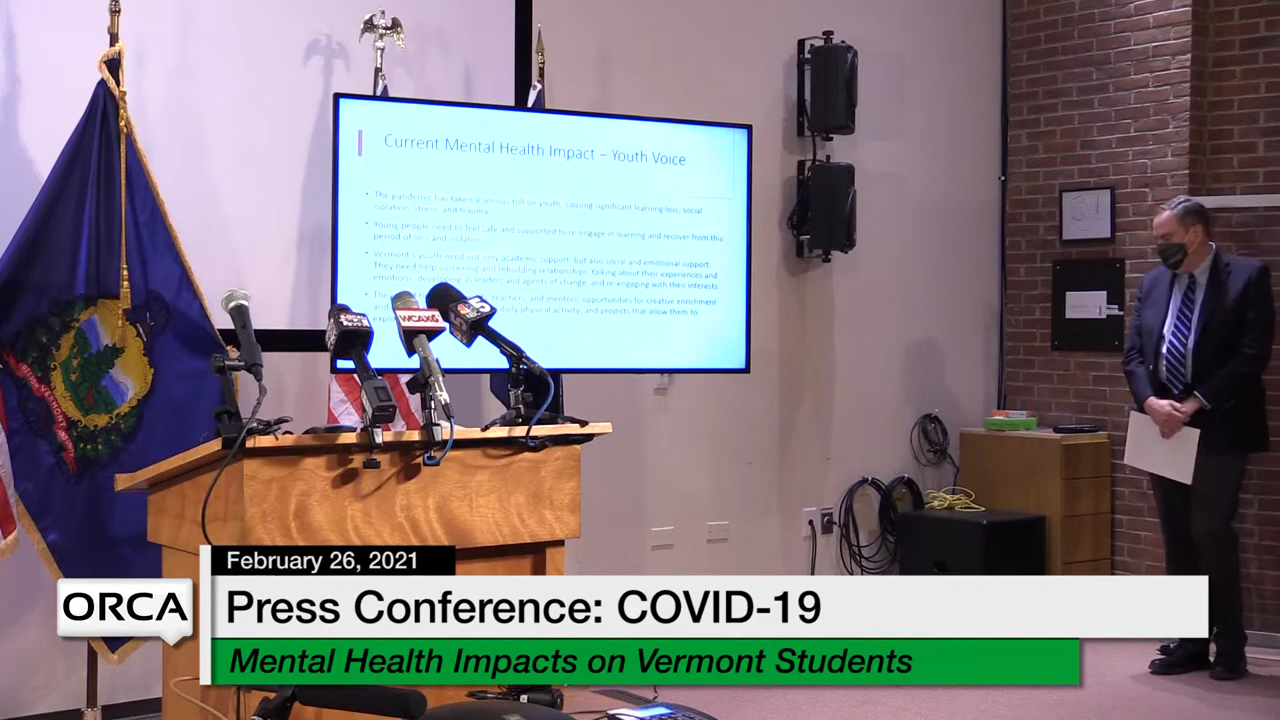 Current Mental Health Impact – Youth Voice
• The pandemic has taken a serious toll on youth, causing significant learning loss, social
isolation, stress, and trauma.
• Young people need to feel safe and supported to re-engage in learning and recover from this
period of loss and isolation.
• Vermont's youth need not only academic support, but also social and emotional support.
They need help sustaining and rebuilding relationships, talking about their experiences and
emotions, developing as leaders and agents of change, and re-engaging with their interests.
• The teachers, and mentors, opportunities for creative enrichment
and daily physical activity, and projects that allow them to
WCAX
February 26, 2021
ORCA
Press Conference: COVID-19
Mental Health Impacts on Vermont Students